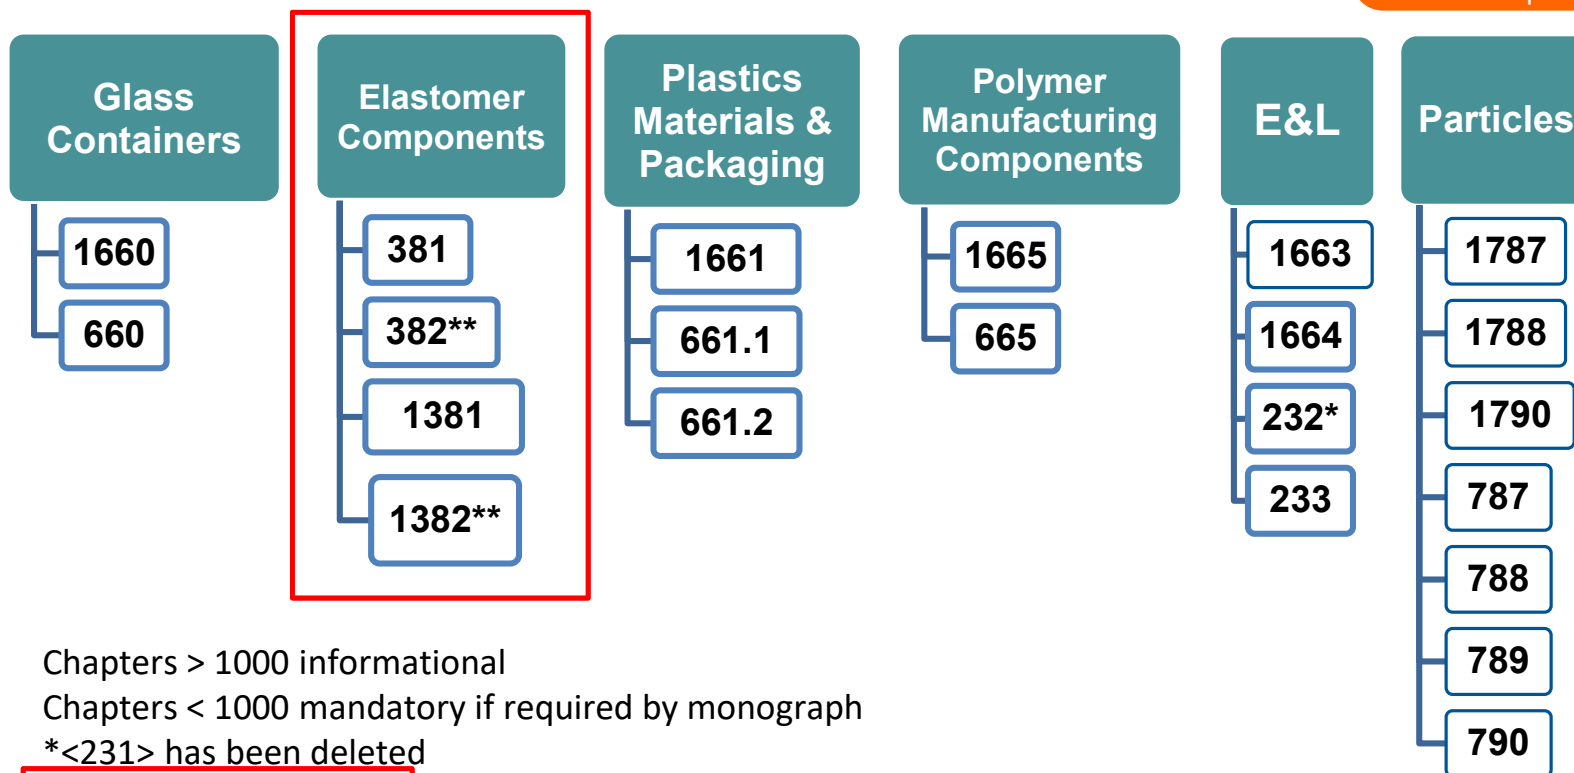 Glass
Containers
1660
660
Elastomer
Components
381
382**
1381
1382**
Plastics
Materials &
Packaging
1661
661.1
661.2
Polymer
Manufacturing
Components
1665
665
E&L
1663
1664
232*
233
Particles
1787
1788
1790
787
788
789
790
Chapters > 1000 informational
Chapters < 1000 mandatory if required by monograph
*<231> has been deleted